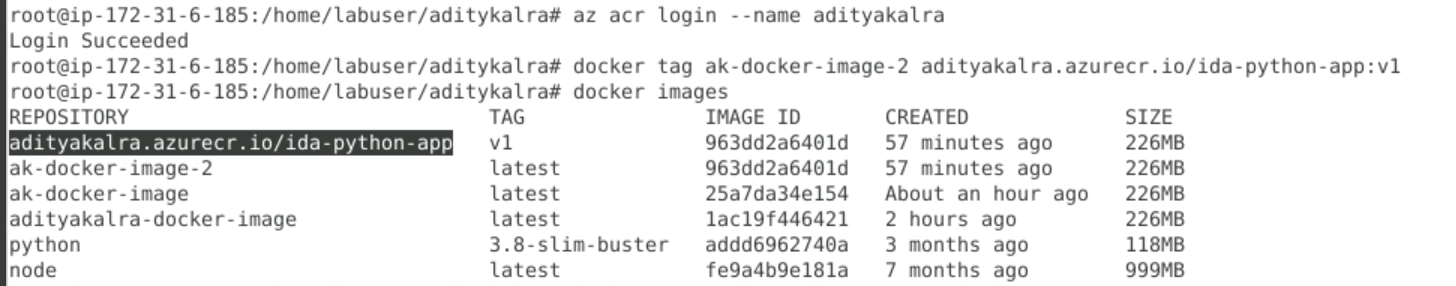 root@ip-172-31-6-185:/home/labuser/aditykalra# az acr login --name adityakalra
Login Succeeded
root@ip-172-31-6-185:/home/labuser/aditykalra# docker tag ak-docker-image-2 adityakalra.azurecr.io/ida-python-app:v1
root@ip-172-31-6-185:/home/labuser/aditykalra# docker images
REPOSITORY TAG IMAGE ID CREATED SIZE
adityakalra.azurecr.io/ida-python-app v1 963dd2a6401d 57 minutes ago 226MB
ak-docker-image-2 latest 963dd2a6401d 57 minutes ago 226MB
ak-docker-image latest 25a7da34e154 About an hour ago 226MB
adityakalra-docker-image latest 1ac19f446421 2 hours ago 226MB
python 3.8-slim-buster addd6962740a 3 months ago 118MB
node latest fe9a4b9e181a 7 months ago 999MB